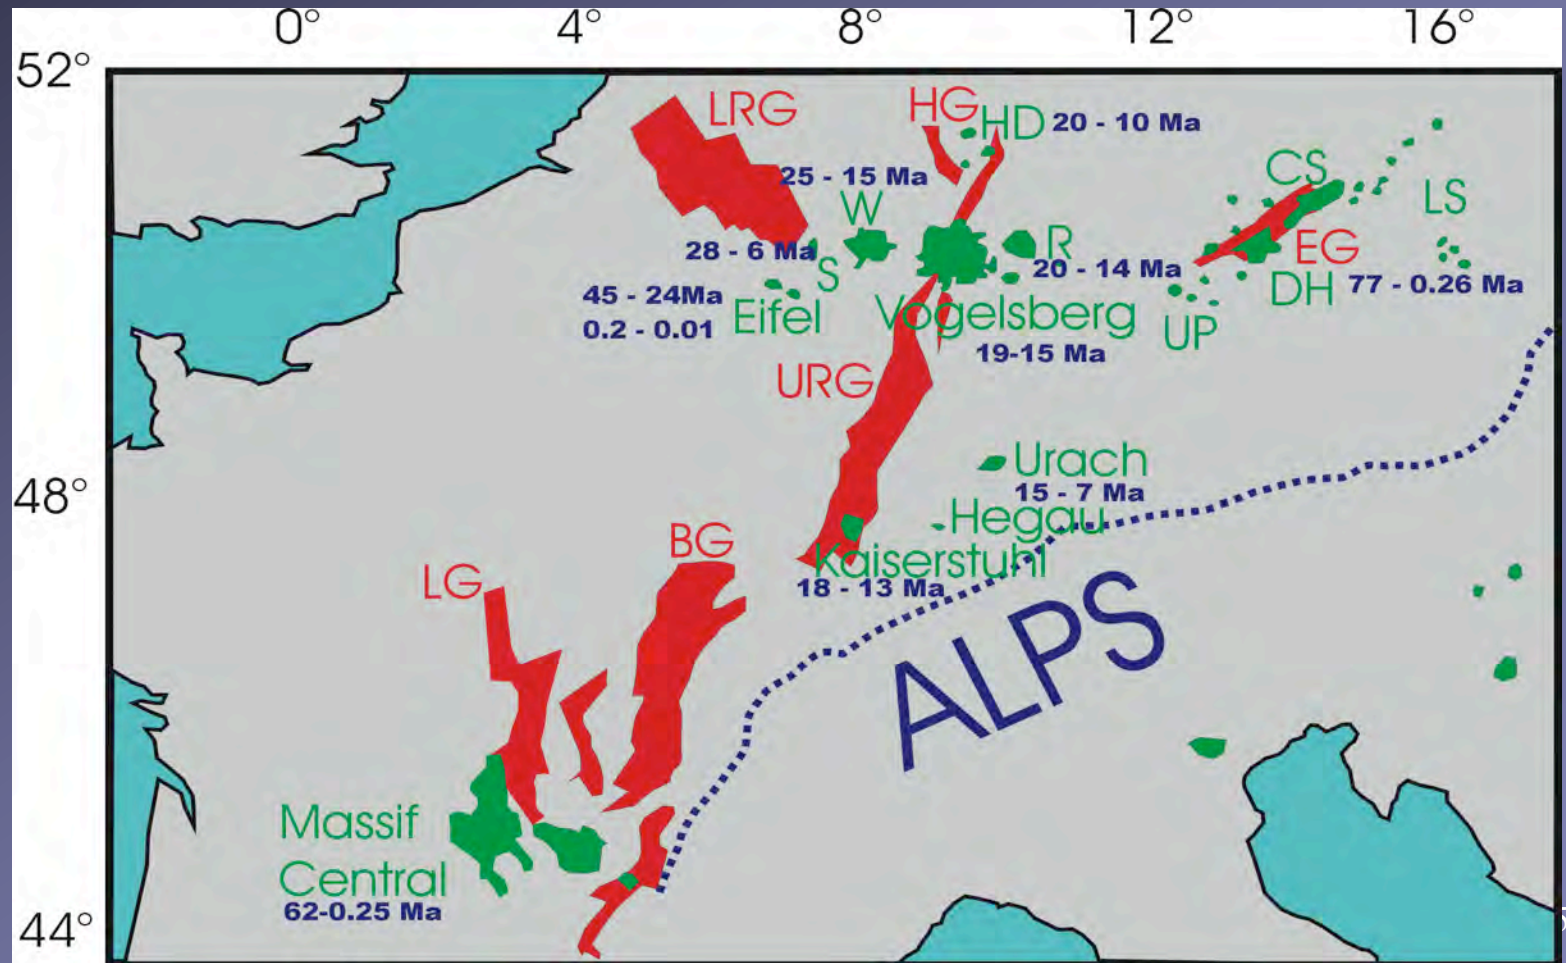 0° 4° 8° 12° 16°
52°
LRG
HG
HD 20 - 10 Ma
25 - 15 Ma
CS
W
LS
28 - 6 Ma
R
EG
S
20 - 14 Ma
DH 77 - 0.26 Ma
45 - 24Ma
0.2 - 0.01
Eifel
Vogelsberg
UP
19-15 Ma
URG
Urach
48°
15 - 7 Ma
Hegau
BG
Kaiserstuhl
LG
18 - 13 Ma
ALPS
Massif
Central
62-0.25 Ma
44°